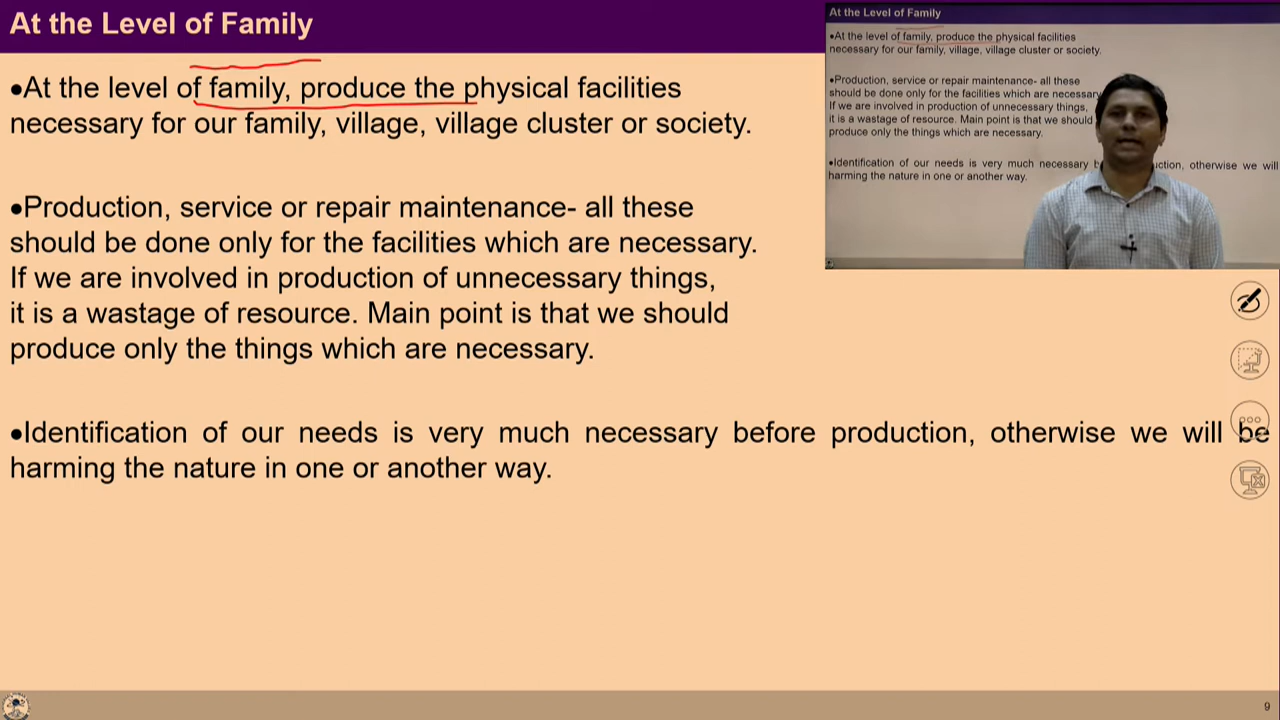 At the Level of Family
•At the level of family, produce the physical facilities
necessary for our family, village, village cluster or society.
•Production, service or repair maintenance- all these
should be done only for the facilities which are necessary.
If we are involved in production of unnecessary things,
it is a wastage of resource. Main point is that we should
produce only the things which are necessary.
•Identification of our needs is very much necessary before production, otherwise we will be
harming the nature in one or another way.
At the Level of Family
•At the level of family, produce the physical facilities
necessary for our family, village, village cluster or society.
•Production, service or repair maintenance- all these
should be done only for the facilities which are necessary
If we are involved in production of unnecessary things,
it is a wastage of resource. Main point is that we should
produce only the things which are necessary.
•Identification of our needs is very much necessary otherwise we will
harming the nature in one or another way.
9